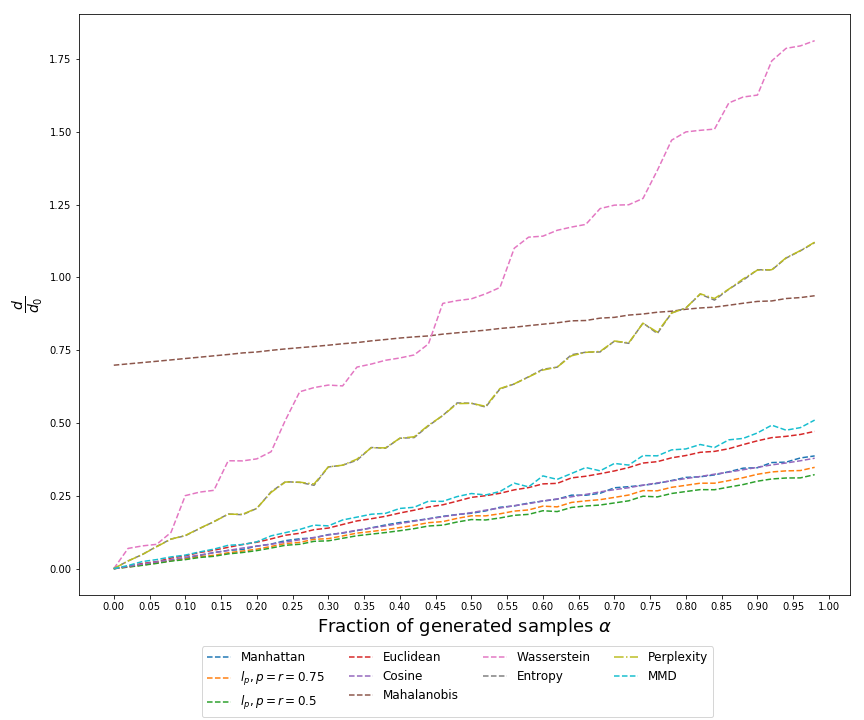 1.75
1.50
1.25
1.00
0.75
0.50
0.25
0.00
d/d₀
0.00 0.05 0.10 0.15 0.20 0.25 0.30 0.35 0.40 0.45 0.50 0.55 0.60 0.65 0.70 0.75 0.80 0.85 0.90 0.95 1.00
Fraction of generated samples α
Manhattan Euclidean Wasserstein Perplexity
lₚ, p = r = 0.75 Cosine Entropy MMD
lₚ, p = r = 0.5 Mahalanobis